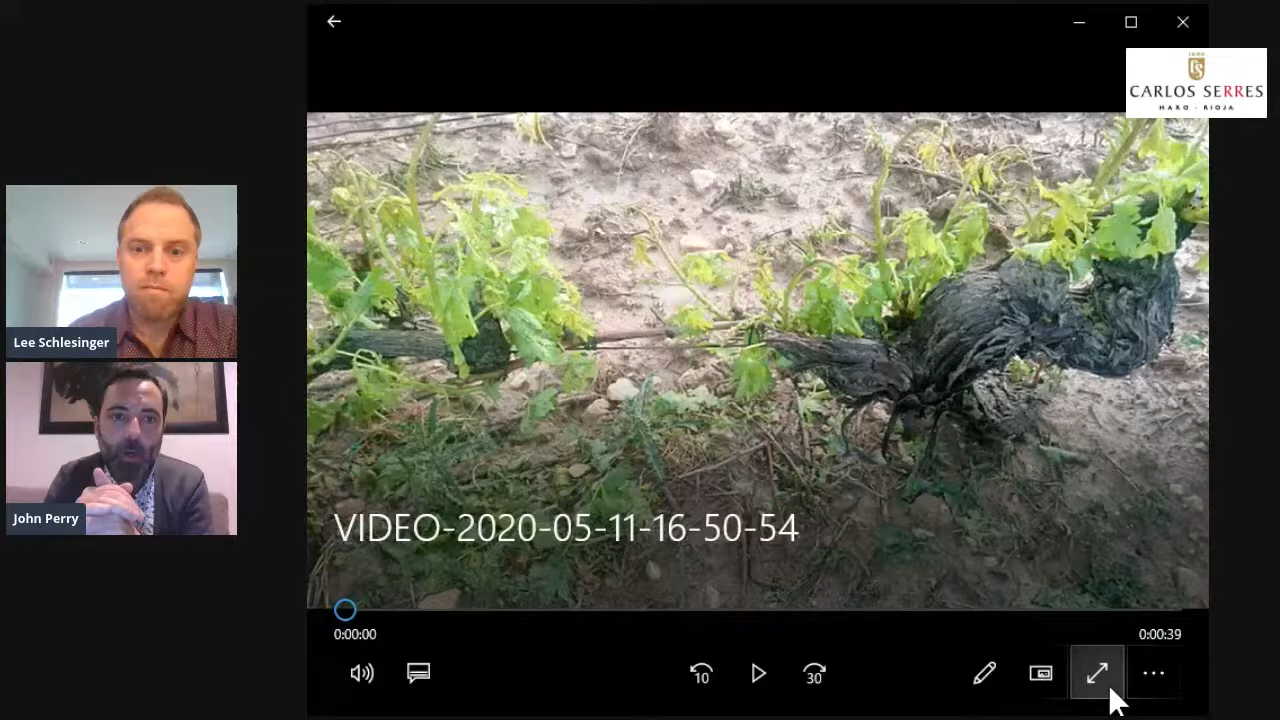 1896
CARLOS SERRES
HARO - RIOJA
Lee Schlesinger
John Perry
VIDEO-2020-05-11-16-50-54
0:00:00
0:00:39
10
30